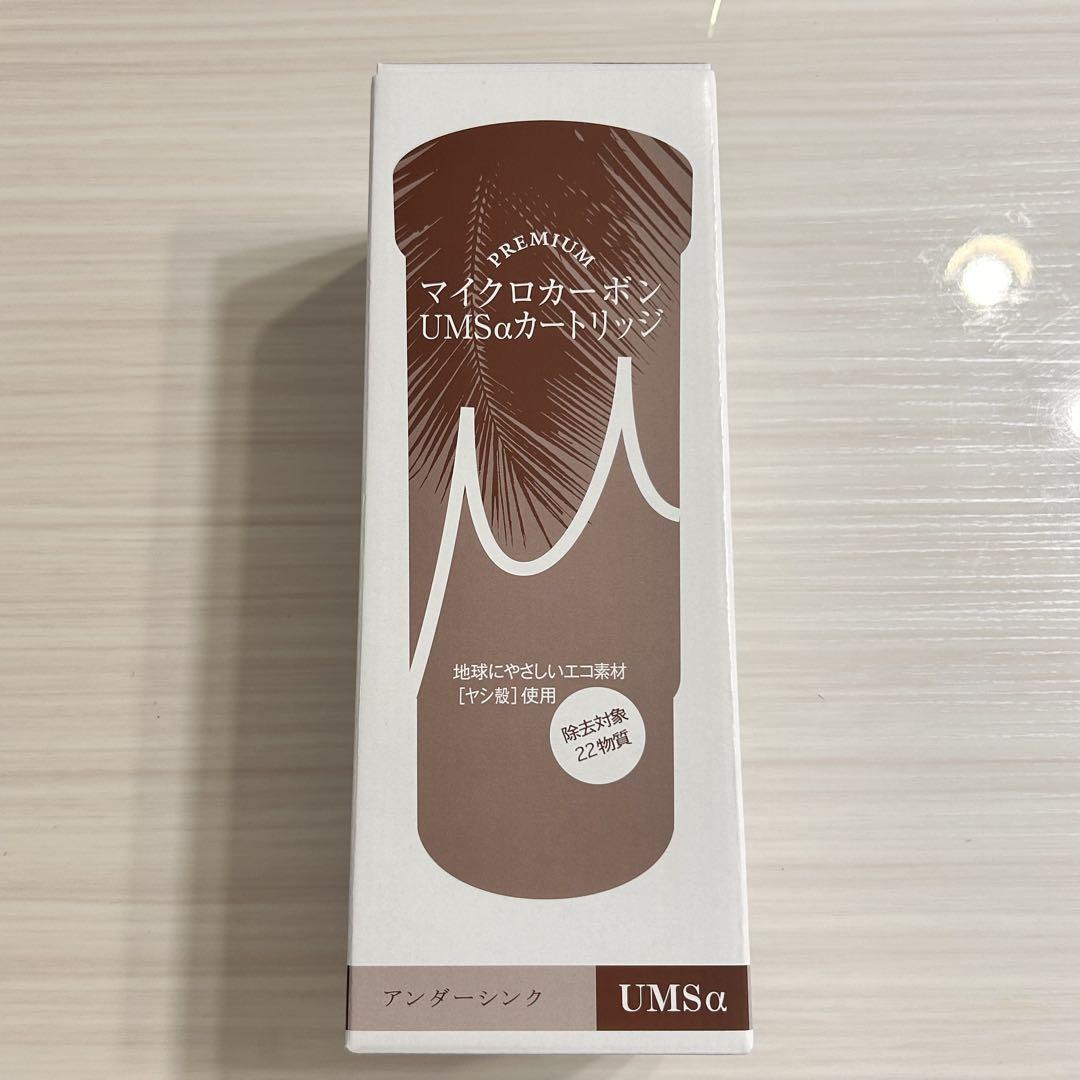 PREMIUM
マイクロカーボン
UMSαカートリッジ
地球にやさしいエコ素材
[ヤシ殻]使用
除去対象
22物質
アンダーシンク
UMSα